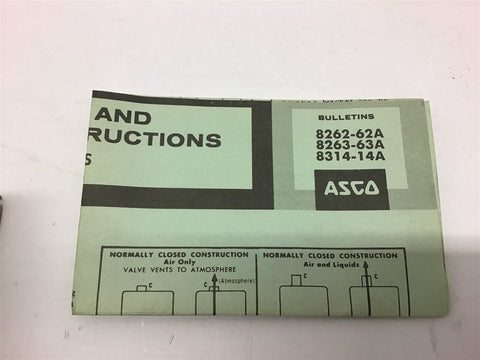 AND
RUCTIONS
S
BULLETINS
8262-62A
8263-63A
8314-14A
ASCO
NORMALLY CLOSED CONSTRUCTION
Air Only
VALVE VENTS TO ATMOSPHERE
(Atmosphere)
C
C
NORMALLY CLOSED CONSTRUCTION
Air and Liquids
C
C